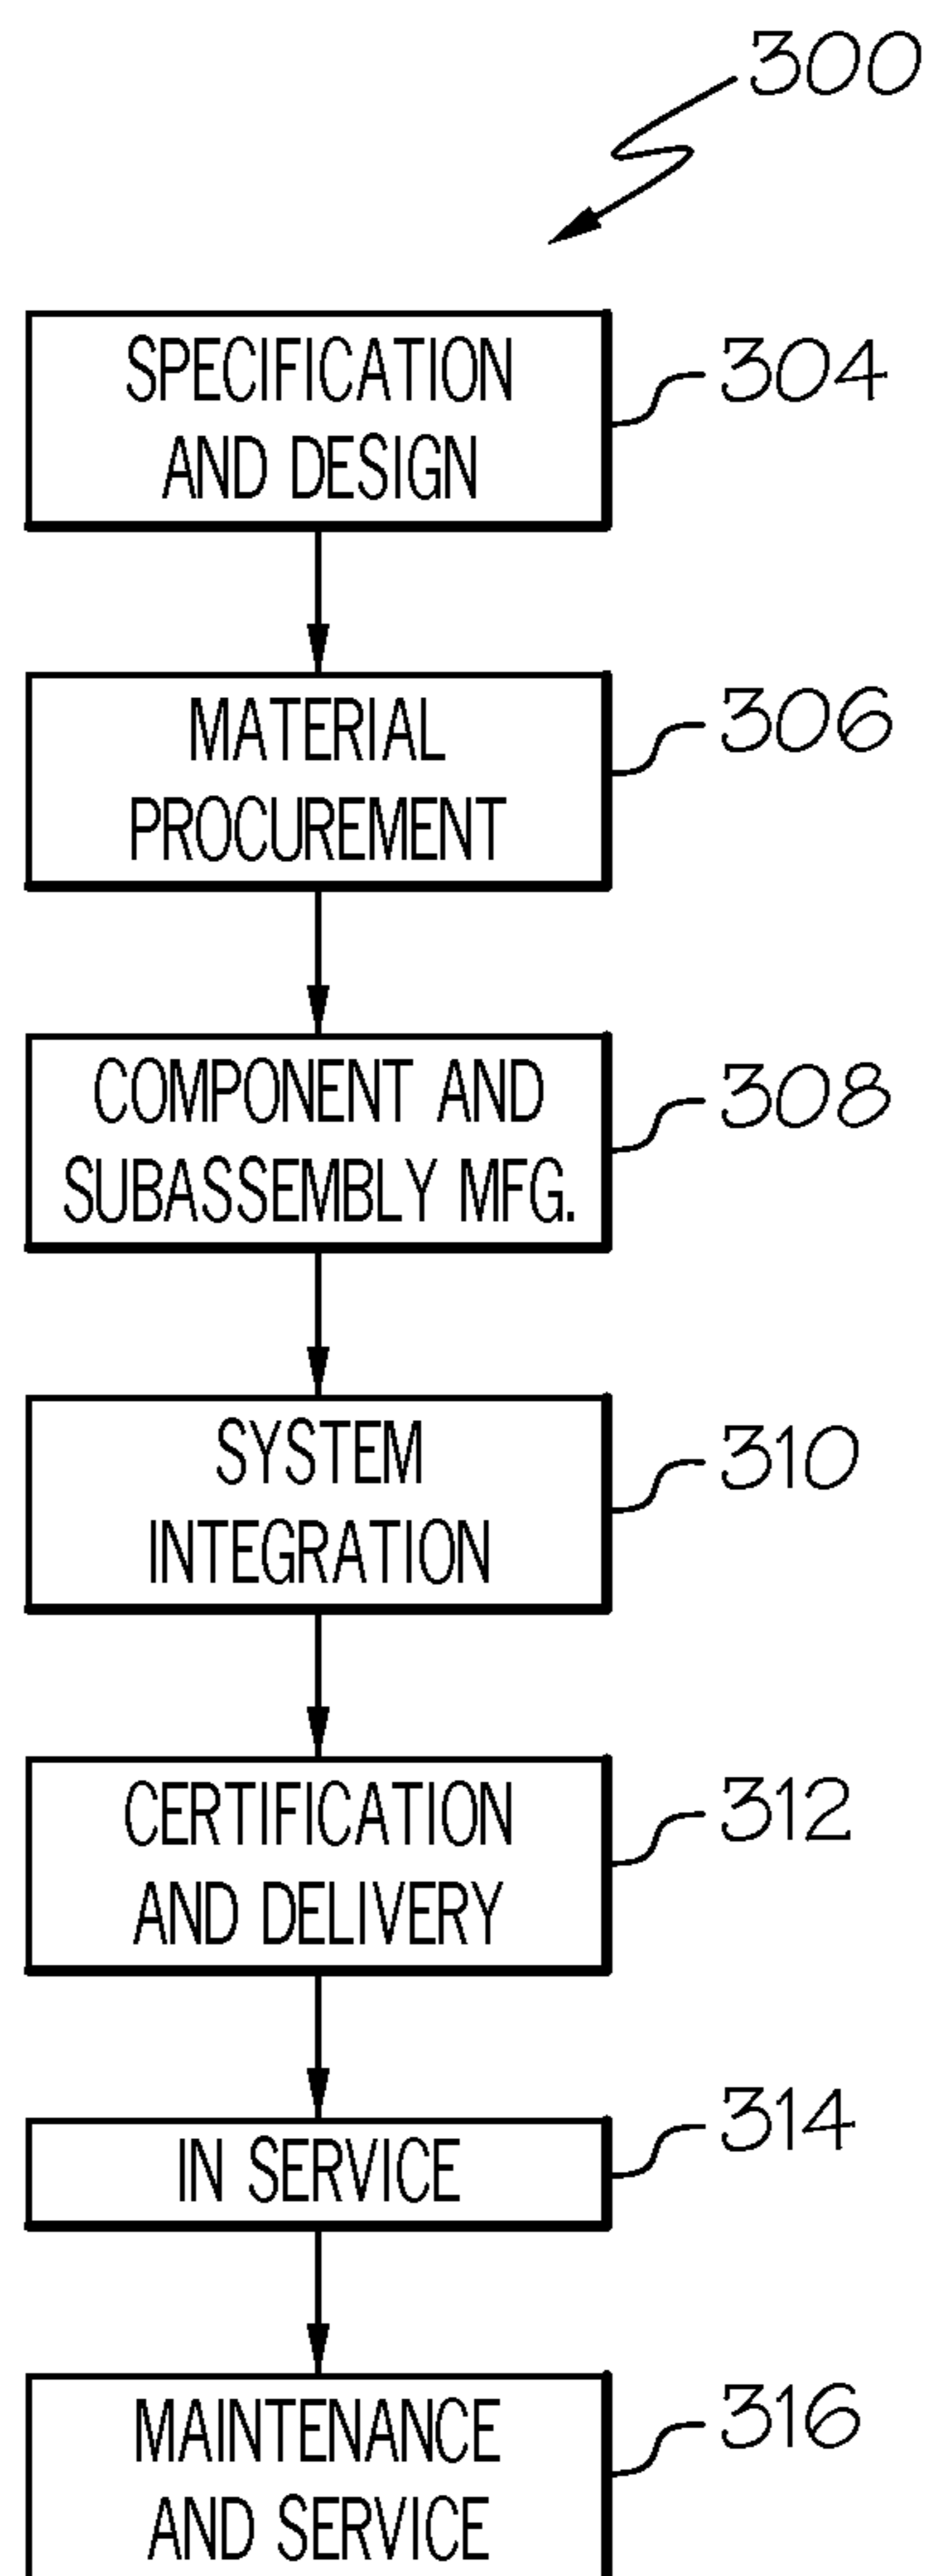 300
SPECIFICATION
AND DESIGN
304
MATERIAL
PROCUREMENT
306
COMPONENT AND
SUBASSEMBLY MFG.
308
SYSTEM
INTEGRATION
310
CERTIFICATION
AND DELIVERY
312
IN SERVICE
314
MAINTENANCE
AND SERVICE
316